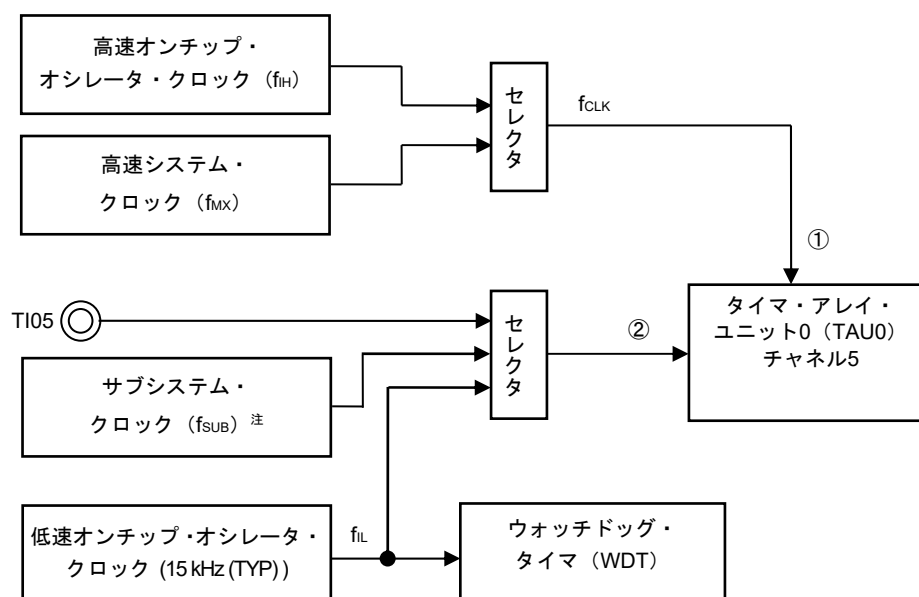 高速オンチップ・
オシレータ・クロック（fIH）
セレクタ
fCLK
高速システム・
クロック（fMX）
①
TI05
セレクタ
②
タイマ・アレイ・
ユニット0（TAU0）
チャネル5
サブシステム・
クロック（fSUB）注
低速オンチップ・オシレータ・
クロック (15 kHz (TYP) )
fIL
ウォッチドッグ・
タイマ（WDT）